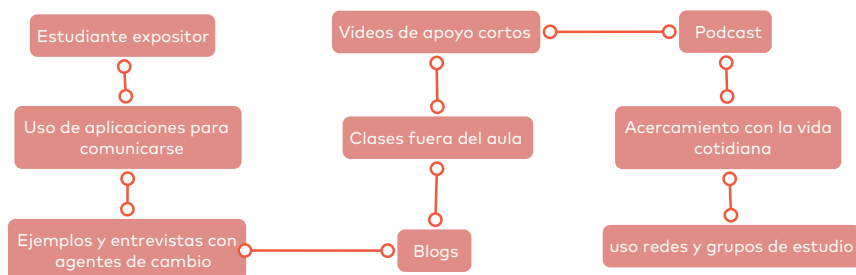 Estudiante expositor
Uso de aplicaciones para
comunicarse
Ejemplos y entrevistas con
agentes de cambio
Blogs
Clases fuera del aula
Videos de apoyo cortos
Podcast
Acercamiento con la vida
cotidiana
uso redes y grupos de estudio